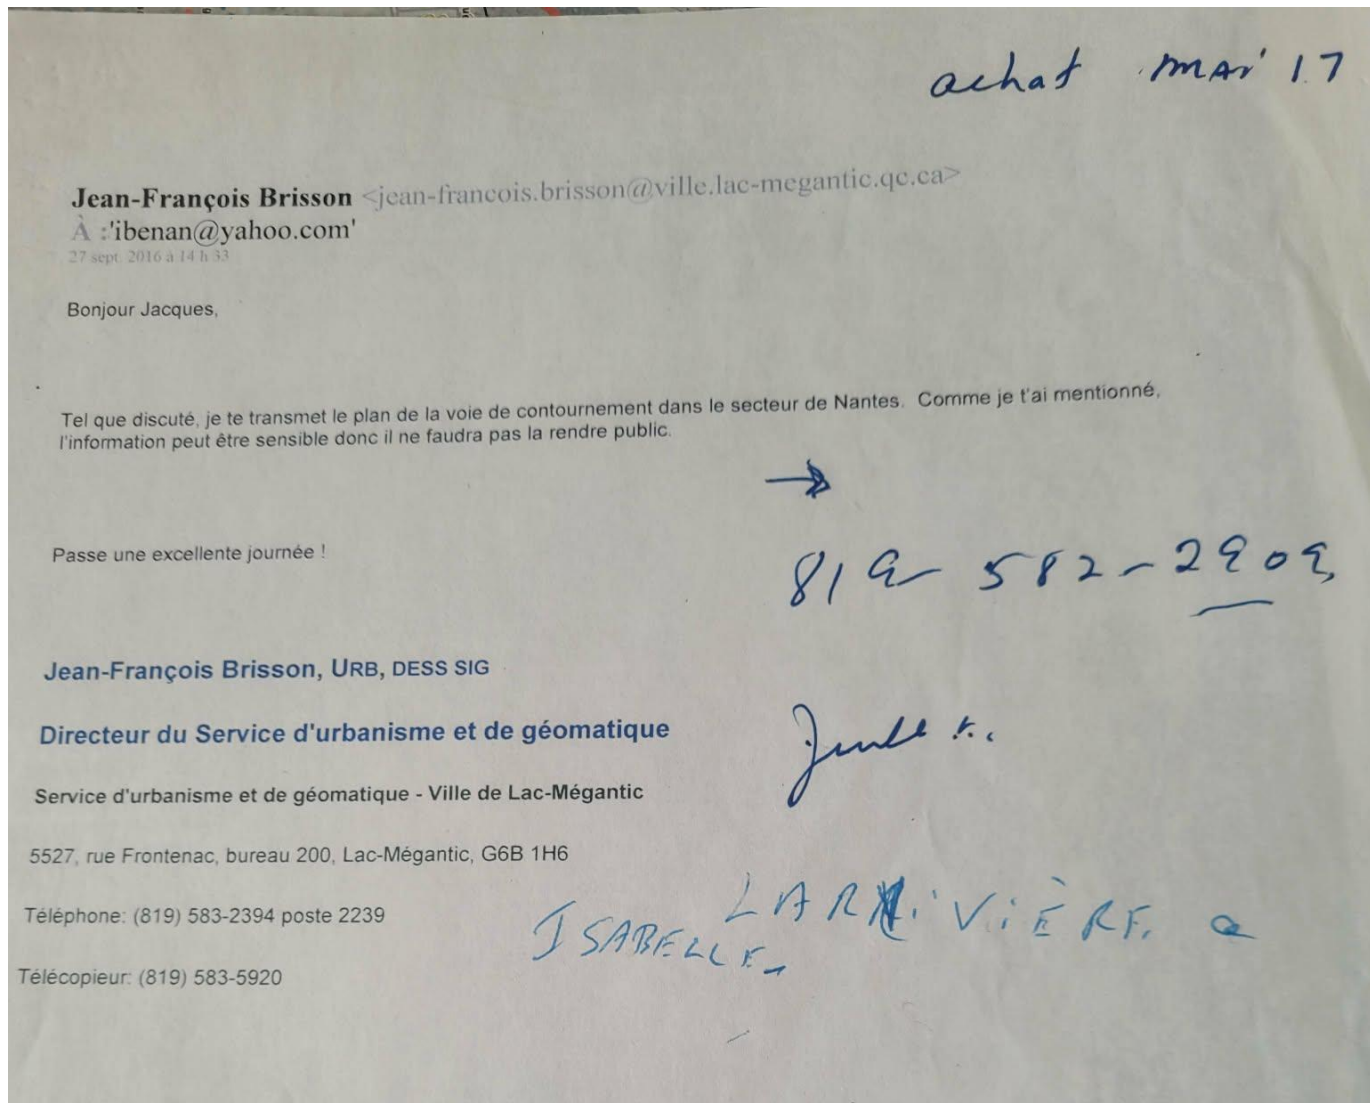 achat mai 17
Jean-François Brisson <jean-francois.brisson@ville.lac-megantic.qc.ca>
À :'ibenan@yahoo.com'
27 sept. 2016 à 14 h 33
Bonjour Jacques,
Tel que discuté, je te transmet le plan de la voie de contournement dans le secteur de Nantes. Comme je t'ai mentionné,
l'information peut être sensible donc il ne faudra pas la rendre public.
Passe une excellente journée !
819-582-2909
Jean-François Brisson, URB, DESS SIG
Directeur du Service d'urbanisme et de géomatique
Service d'urbanisme et de géomatique - Ville de Lac-Mégantic
5527, rue Frontenac, bureau 200, Lac-Mégantic, G6B 1H6
Téléphone: (819) 583-2394 poste 2239
ISABELLE LARIVIÈRE
Télécopieur: (819) 583-5920